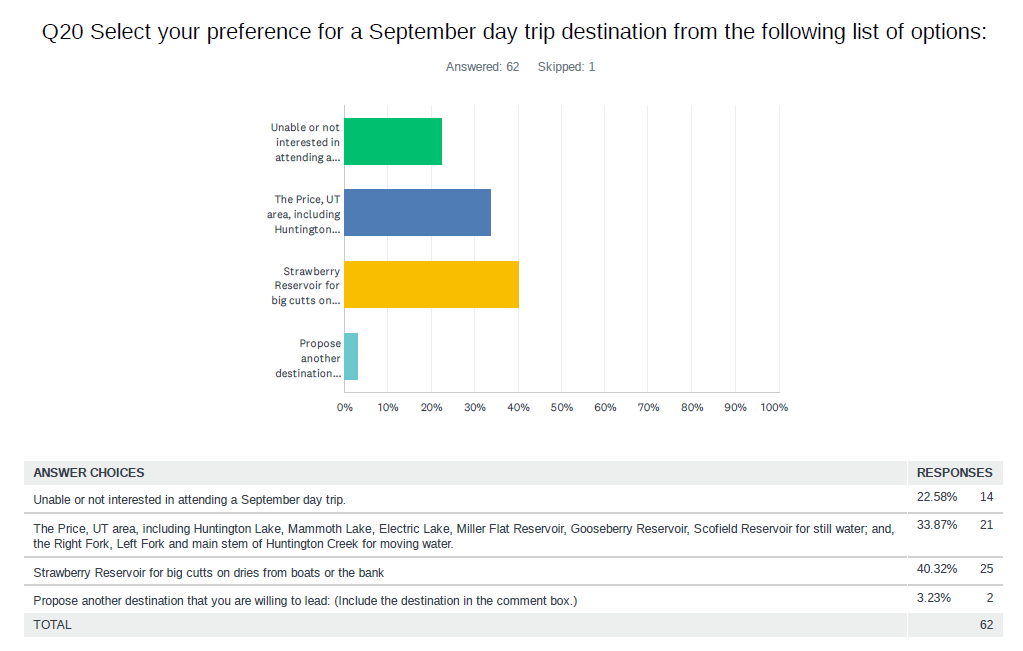 Q20 Select your preference for a September day trip destination from the following list of options:
Answered: 62 Skipped: 1
Unable or not
interested in
attending a...
The Price, UT
area, including
Huntington...
Strawberry
Reservoir for
big cutts on...
Propose
another
destination...
0% 10% 20% 30% 40% 50% 60% 70% 80% 90% 100%
ANSWER CHOICES RESPONSES
Unable or not interested in attending a September day trip. 22.58% 14
The Price, UT area, including Huntington Lake, Mammoth Lake, Electric Lake, Miller Flat Reservoir, Gooseberry Reservoir, Scofield Reservoir for still water; and, 33.87% 21
the Right Fork, Left Fork and main stem of Huntington Creek for moving water.
Strawberry Reservoir for big cutts on dries from boats or the bank 40.32% 25
Propose another destination that you are willing to lead: (Include the destination in the comment box.) 3.23% 2
TOTAL 62